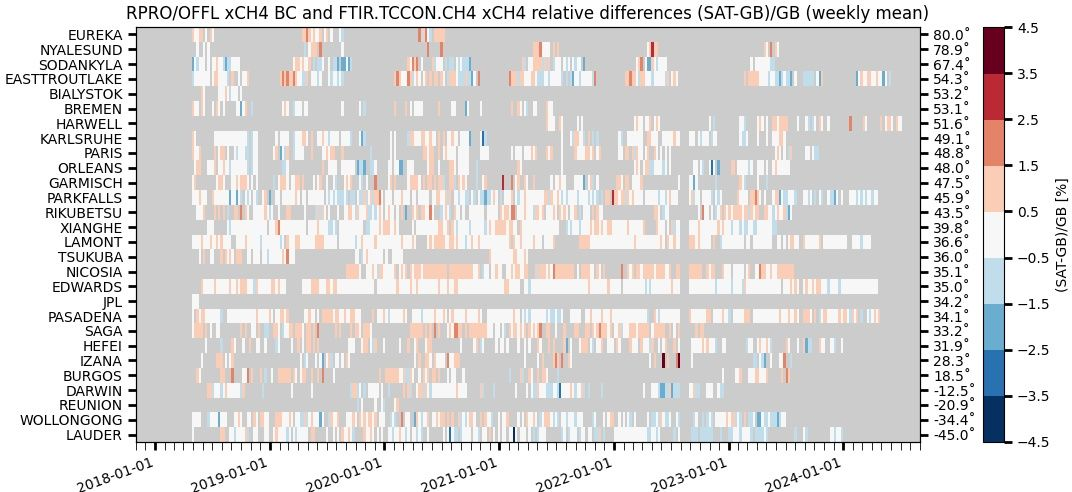 RPRO/OFFL xCH4 BC and FTIR.TCCON.CH4 xCH4 relative differences (SAT-GB)/GB (weekly mean)
EUREKA 80.0°
NYALESUND 78.9°
SODANKYLA 67.4°
EASTTROUTLAKE 54.3°
BIALYSTOK 53.2°
BREMEN 53.1°
HARWELL 51.6°
KARLSRUHE 49.1°
PARIS 48.8°
ORLEANS 48.0°
GARMISCH 47.5°
PARKFALLS 45.9°
RIKUBETSU 43.5°
XIANGHE 39.8°
LAMONT 36.6°
TSUKUBA 36.0°
NICOSIA 35.1°
EDWARDS 35.0°
JPL 34.2°
PASADENA 34.1°
SAGA 33.2°
HEFEI 31.9°
IZANA 28.3°
BURGOS 18.5°
DARWIN -12.5°
REUNION -20.9°
WOLLONGONG -34.4°
LAUDER -45.0°
2018-01-01 2019-01-01 2020-01-01 2021-01-01 2022-01-01 2023-01-01 2024-01-01
4.5
3.5
2.5
1.5
0.5
−0.5
−1.5
−2.5
−3.5
−4.5
(SAT-GB)/GB [%]